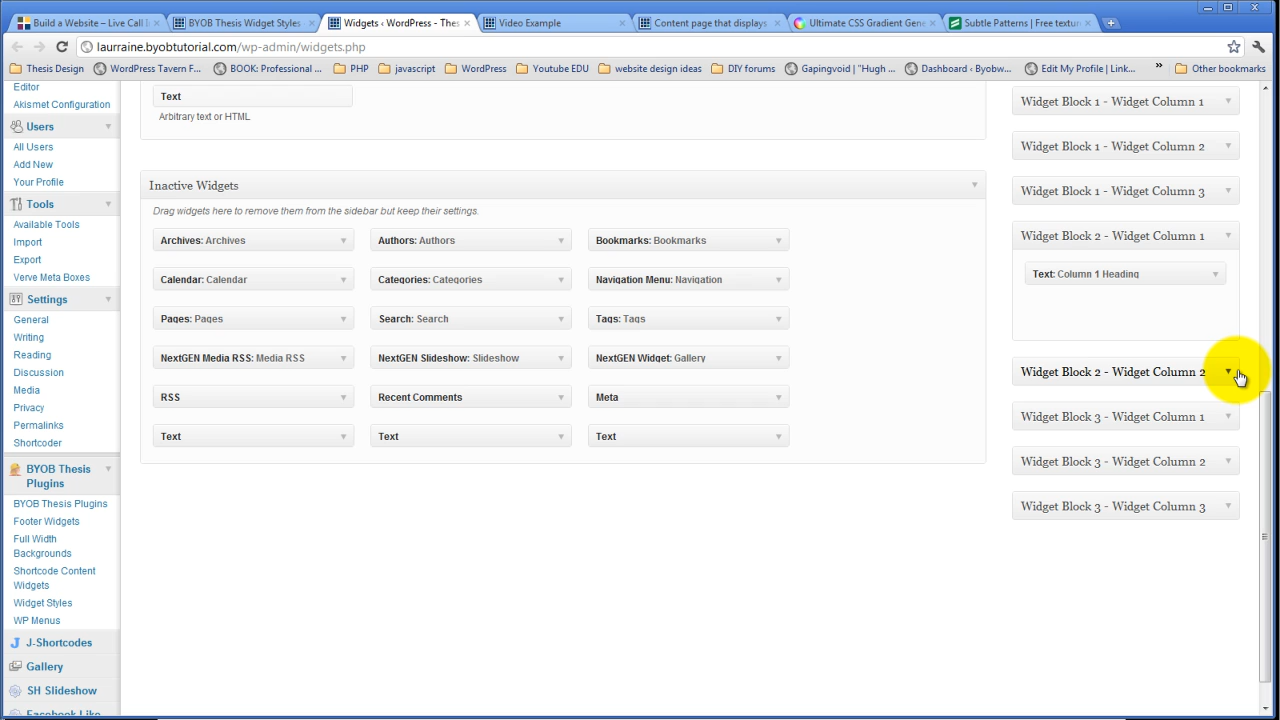 Build a Website – Live Call I
BYOB Thesis Widget Styles
Widgets ‹ WordPress - Thes
Video Example
Content page that displays
Ultimate CSS Gradient Gene
Subtle Patterns | Free texture
laurraine.byobtutorial.com/wp-admin/widgets.php
Thesis Design
WordPress Tavern F...
BOOK: Professional ...
PHP
javascript
WordPress
Youtube EDU
website design ideas
DIY forums
Gapingvoid | "Hugh ...
Dashboard ‹ Byobw...
Edit My Profile | Link...
»
Other bookmarks
Editor
Akismet Configuration
Users
All Users
Add New
Your Profile
Tools
Available Tools
Import
Export
Verve Meta Boxes
Settings
General
Writing
Reading
Discussion
Media
Privacy
Permalinks
Shortcoder
BYOB Thesis
Plugins
BYOB Thesis Plugins
Footer Widgets
Full Width
Backgrounds
Shortcode Content
Widgets
Widget Styles
WP Menus
J-Shortcodes
Gallery
SH Slideshow
Facebook Like
Text
Arbitrary text or HTML
Inactive Widgets
Drag widgets here to remove them from the sidebar but keep their settings.
Archives: Archives
Authors: Authors
Bookmarks: Bookmarks
Calendar: Calendar
Categories: Categories
Navigation Menu: Navigation
Pages: Pages
Search: Search
Tags: Tags
NextGEN Media RSS: Media RSS
NextGEN Slideshow: Slideshow
NextGEN Widget: Gallery
RSS
Recent Comments
Meta
Text
Text
Text
Widget Block 1 - Widget Column 1
Widget Block 1 - Widget Column 2
Widget Block 1 - Widget Column 3
Widget Block 2 - Widget Column 1
Text: Column 1 Heading
Widget Block 2 - Widget Column 2
Widget Block 3 - Widget Column 1
Widget Block 3 - Widget Column 2
Widget Block 3 - Widget Column 3